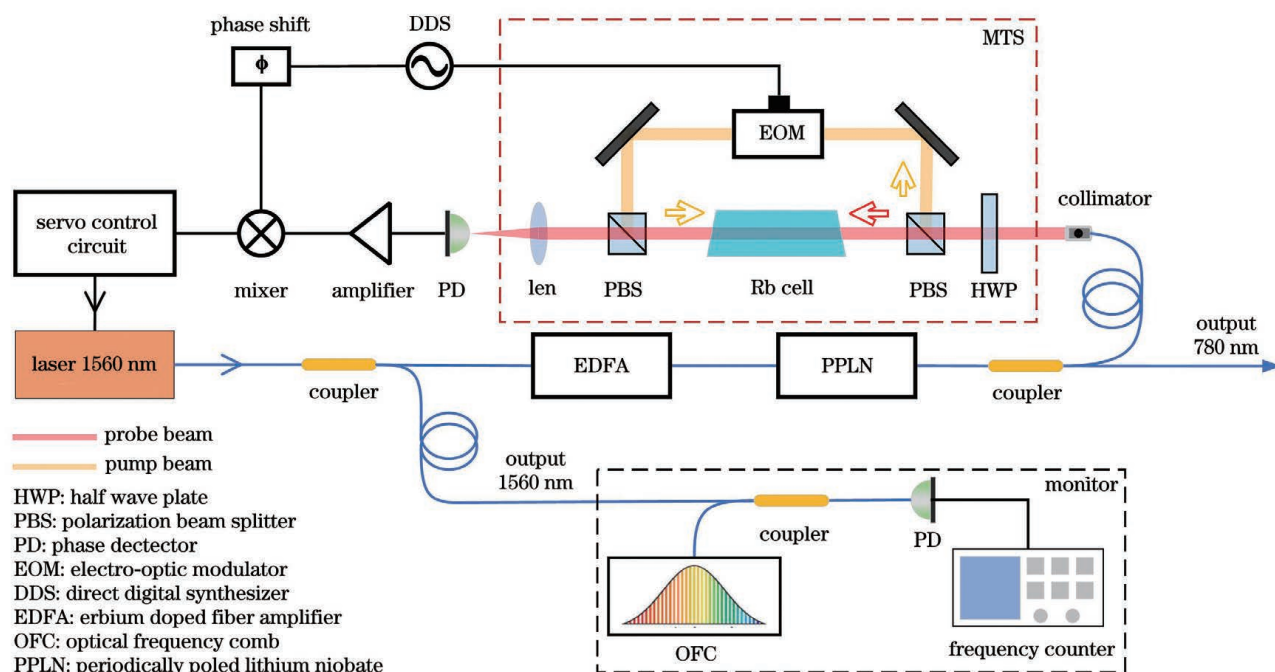 phase shift
DDS
MTS
ϕ
EOM
collimator
servo control
circuit
mixer
amplifier
PD
len
PBS
Rb cell
PBS
HWP
output
780 nm
laser 1560 nm
coupler
EDFA
PPLN
coupler
probe beam
pump beam
output
1560 nm
monitor
HWP: half wave plate
PBS: polarization beam splitter
PD: phase dectector
EOM: electro-optic modulator
DDS: direct digital synthesizer
EDFA: erbium doped fiber amplifier
OFC: optical frequency comb
PPLN: periodically poled lithium niobate
coupler
PD
OFC
frequency counter